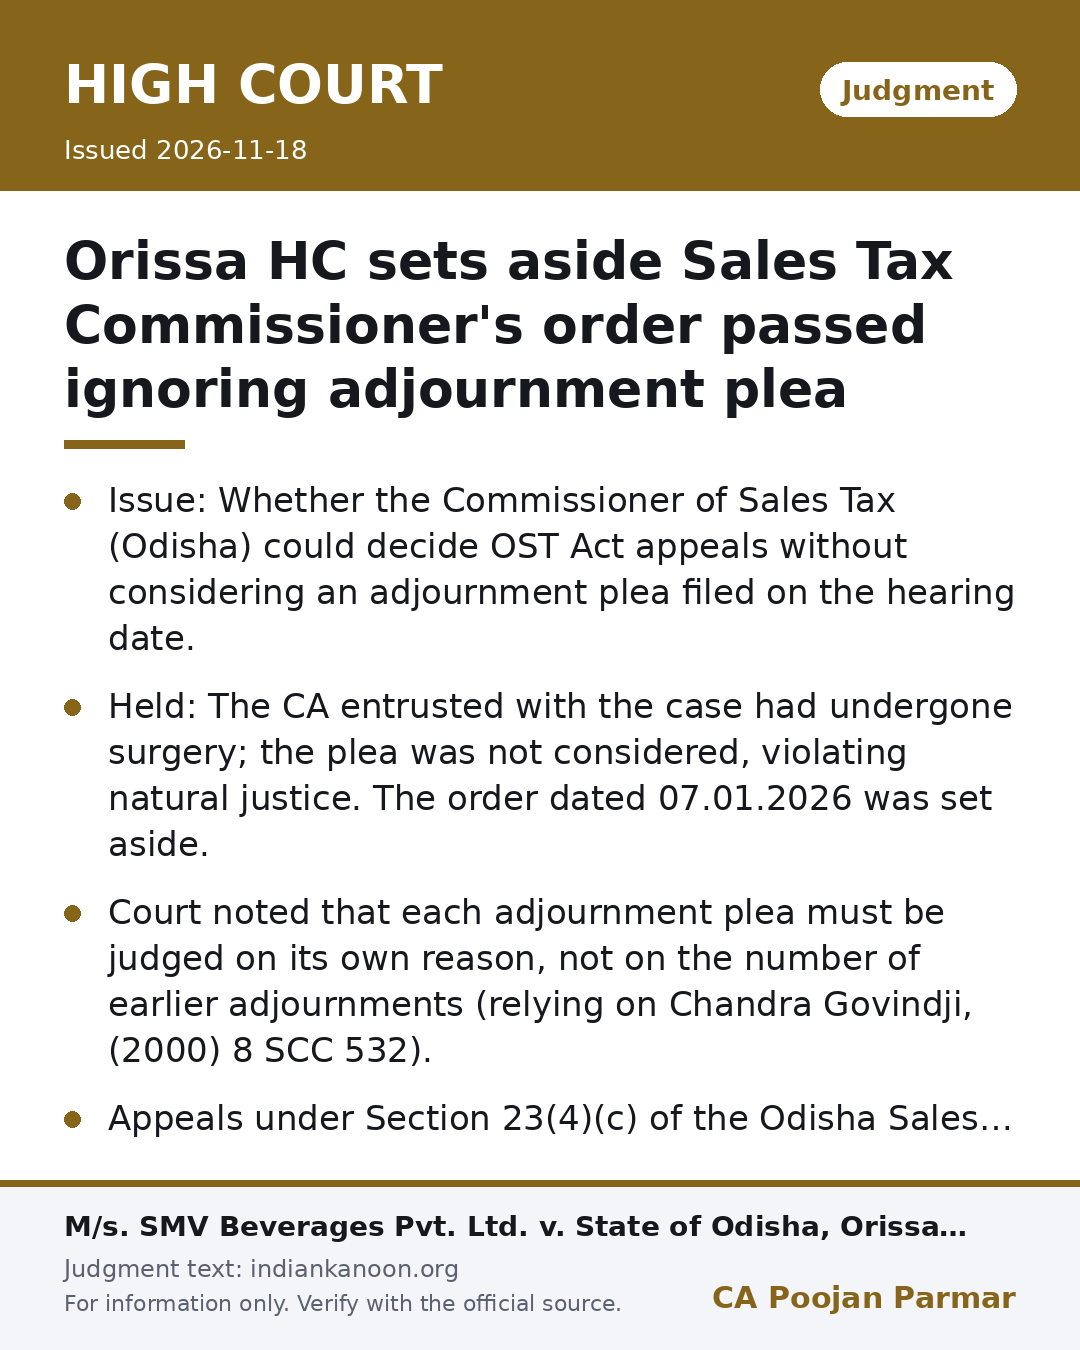 HIGH COURT
Judgment
Issued 2026-11-18
Orissa HC sets aside Sales Tax
Commissioner's order passed
ignoring adjournment plea
Issue: Whether the Commissioner of Sales Tax
(Odisha) could decide OST Act appeals without
considering an adjournment plea filed on the hearing
date.
Held: The CA entrusted with the case had undergone
surgery; the plea was not considered, violating
natural justice. The order dated 07.01.2026 was set
aside.
Court noted that each adjournment plea must be
judged on its own reason, not on the number of
earlier adjournments (relying on Chandra Govindji,
(2000) 8 SCC 532).
Appeals under Section 23(4)(c) of the Odisha Sales…
M/s. SMV Beverages Pvt. Ltd. v. State of Odisha, Orissa…
Judgment text: indiankanoon.org
For information only. Verify with the official source.
CA Poojan Parmar